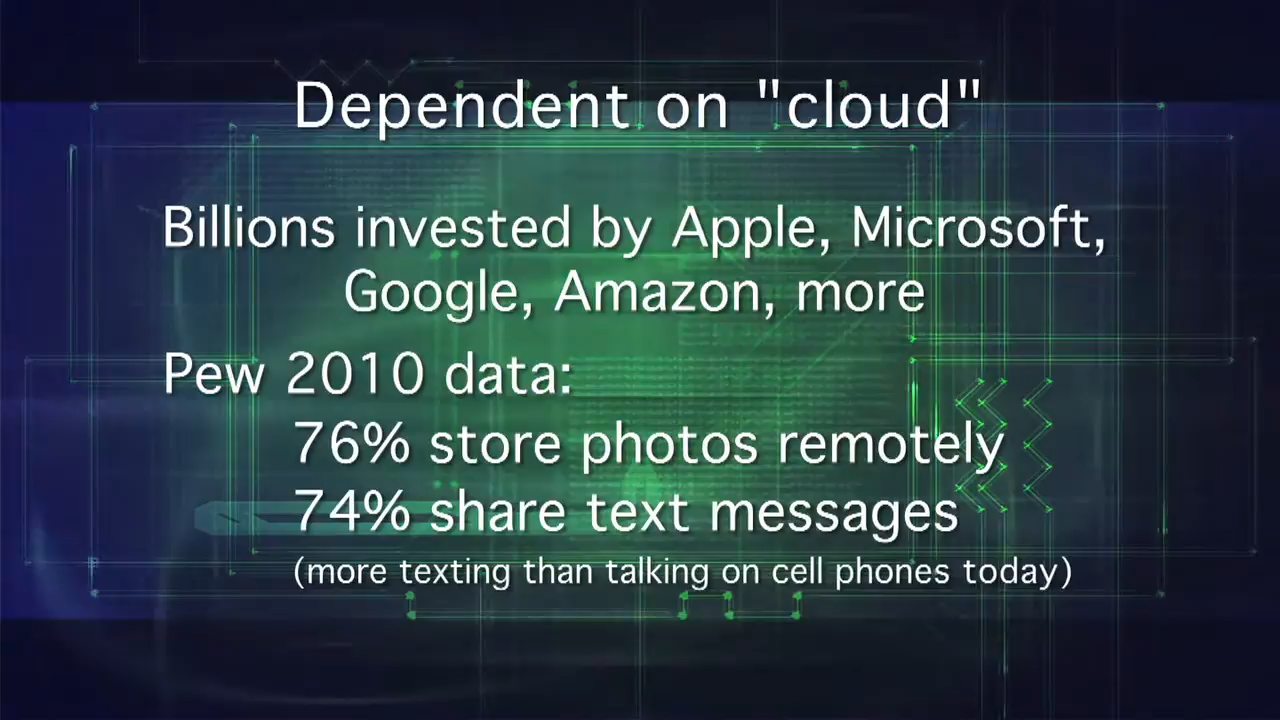 Dependent on "cloud"
Billions invested by Apple, Microsoft,
Google, Amazon, more
Pew 2010 data:
76% store photos remotely
74% share text messages
(more texting than talking on cell phones today)